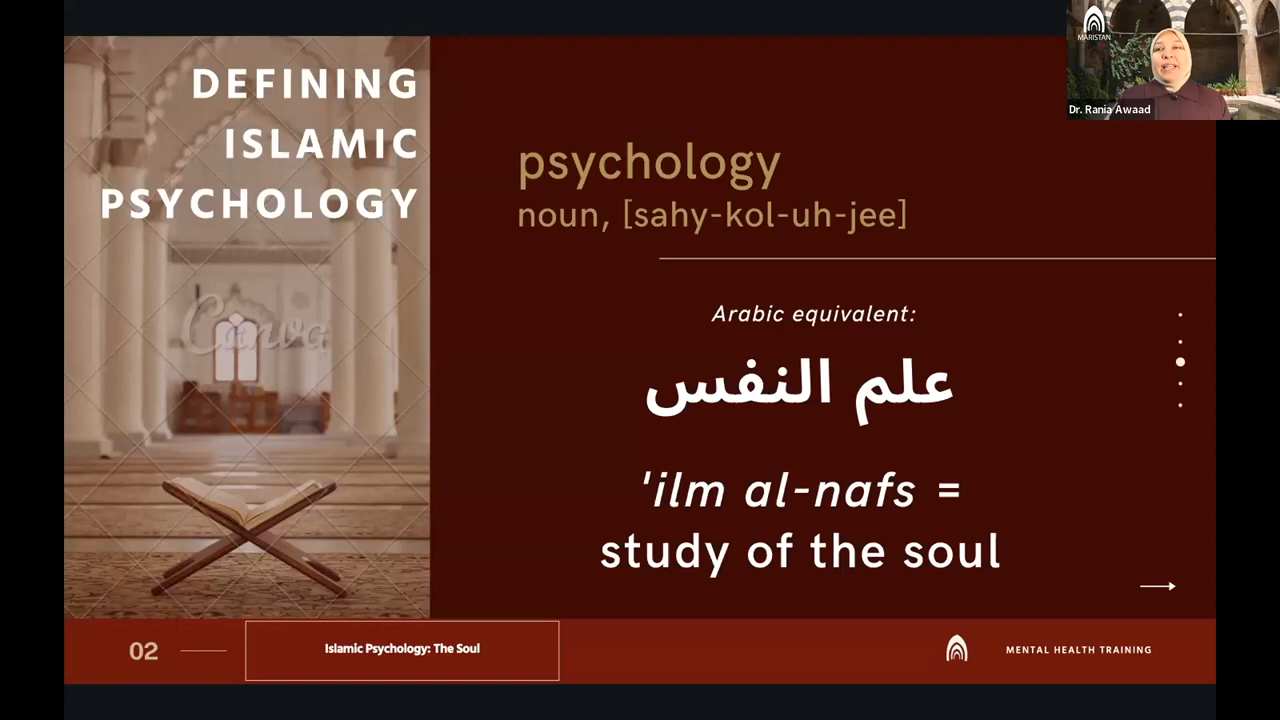 DEFINING
ISLAMIC
PSYCHOLOGY
Canva
psychology
noun, [sahy-kol-uh-jee]
Arabic equivalent:
علم النفس
'ilm al-nafs =
study of the soul
02
Islamic Psychology: The Soul
MENTAL HEALTH TRAINING
MARISTAN
Dr. Rania Awaad